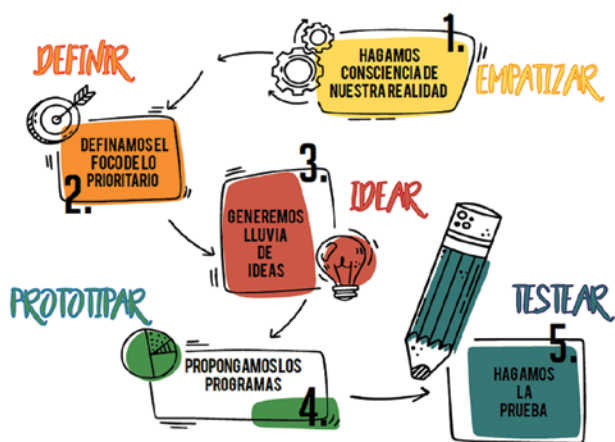 1.
HAGAMOS
CONSCIENCIA DE
NUESTRA REALIDAD
EMPATIZAR
DEFINIR
DEFINAMOS EL
FOCO DE LO
PRIORITARIO
2.
3.
GENEREMOS
LLUVIA
DE
IDEAS
IDEAR
PROTOTIPAR
PROPONGAMOS LOS
PROGRAMAS
4.
TESTEAR
5.
HAGAMOS
LA
PRUEBA